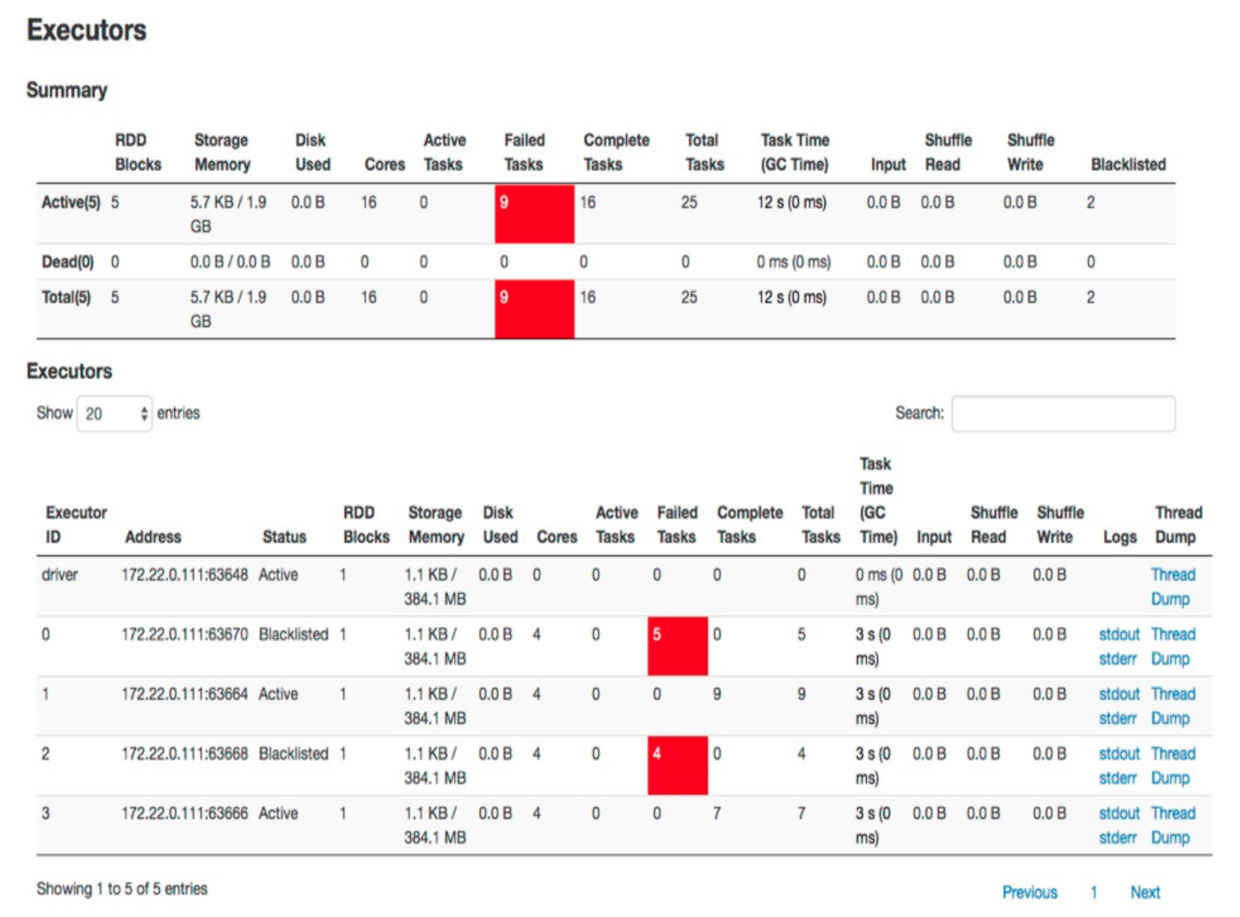 Executors
Summary
RDD Blocks Storage Memory Disk Used Cores Active Tasks Failed Tasks Complete Tasks Total Tasks Task Time (GC Time) Input Shuffle Read Shuffle Write Blacklisted
Active(5) 5 5.7 KB / 1.9 GB 0.0 B 16 0 9 16 25 12 s (0 ms) 0.0 B 0.0 B 0.0 B 2
Dead(0) 0 0.0 B / 0.0 B 0.0 B 0 0 0 0 0 0 ms (0 ms) 0.0 B 0.0 B 0.0 B 0
Total(5) 5 5.7 KB / 1.9 GB 0.0 B 16 0 9 16 25 12 s (0 ms) 0.0 B 0.0 B 0.0 B 2
Executors
Show 20 entries Search:
Executor ID Address Status RDD Blocks Storage Memory Disk Used Cores Active Tasks Failed Tasks Complete Tasks Total Tasks Task Time (GC Time) Input Shuffle Read Shuffle Write Logs Thread Dump
driver 172.22.0.111:63648 Active 1 1.1 KB / 384.1 MB 0.0 B 0 0 0 0 0 0 ms (0 ms) 0.0 B 0.0 B 0.0 B Thread Dump
0 172.22.0.111:63670 Blacklisted 1 1.1 KB / 384.1 MB 0.0 B 4 0 5 0 5 3 s (0 ms) 0.0 B 0.0 B 0.0 B stdout stderr Thread Dump
1 172.22.0.111:63664 Active 1 1.1 KB / 384.1 MB 0.0 B 4 0 0 9 9 3 s (0 ms) 0.0 B 0.0 B 0.0 B stdout stderr Thread Dump
2 172.22.0.111:63668 Blacklisted 1 1.1 KB / 384.1 MB 0.0 B 4 0 4 0 4 3 s (0 ms) 0.0 B 0.0 B 0.0 B stdout stderr Thread Dump
3 172.22.0.111:63666 Active 1 1.1 KB / 384.1 MB 0.0 B 4 0 0 7 7 3 s (0 ms) 0.0 B 0.0 B 0.0 B stdout stderr Thread Dump
Showing 1 to 5 of 5 entries Previous 1 Next